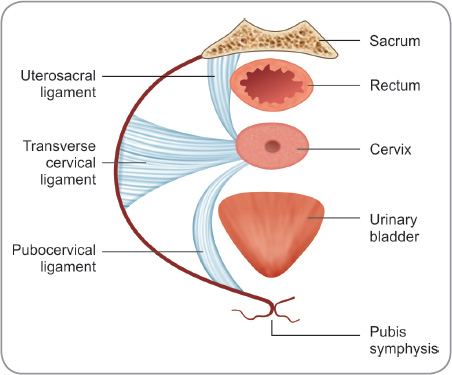 Uterosacral
ligament
Transverse
cervical
ligament
Pubocervical
ligament
Sacrum
Rectum
Cervix
Urinary
bladder
Pubis
symphysis